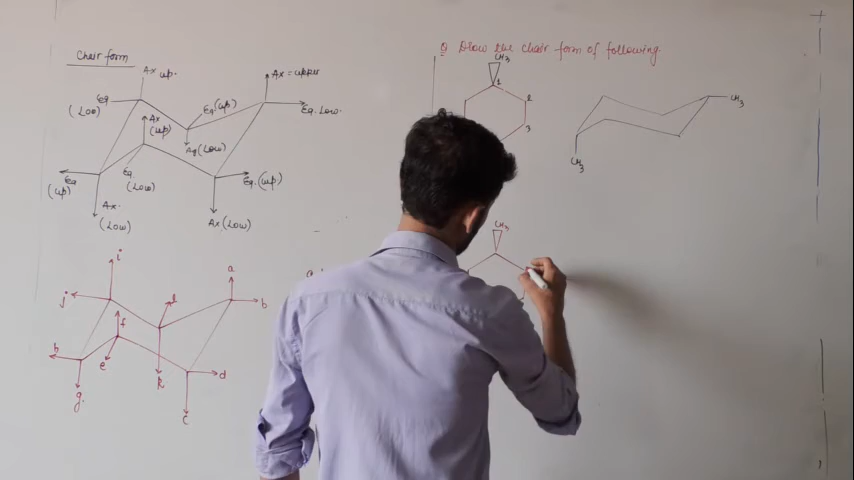 Chair form
Ax up.
Eq
(Low)
Ax
(up)
Eq (up)
Ax = upper
Eq. Low.
Aq (Low)
Eq
(up)
Eq
(Low)
Eq. (up)
Ax.
(Low)
Ax (Low)
i
j
l
a
b
f
h
e
k
d
g.
c
Q Draw the chair form of following.
CH3
1
2
3
CH3
CH3
CH3